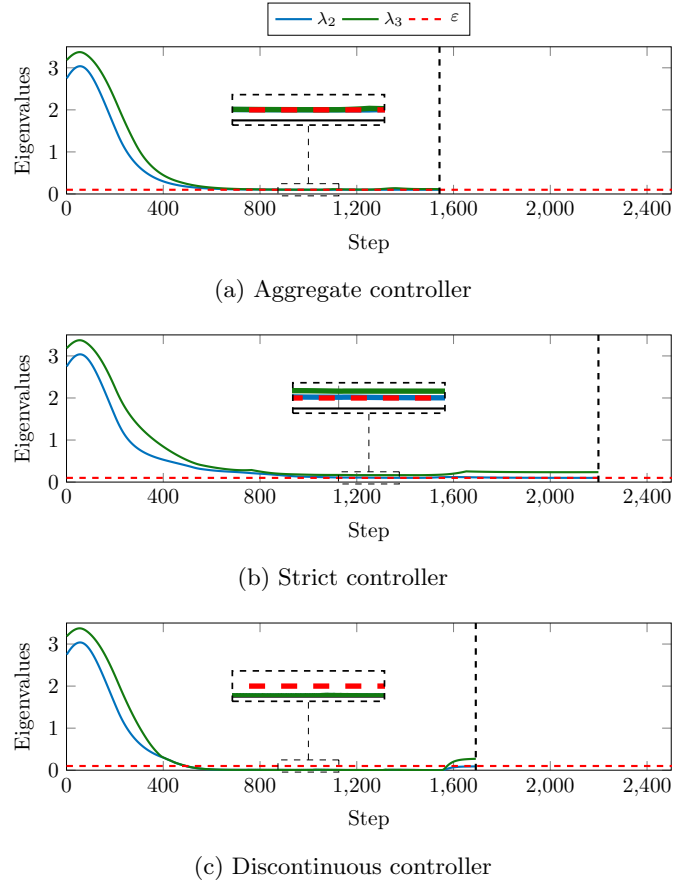 λ2 λ3 ε
3
2
1
0
Eigenvalues
0 400 800 1,200 1,600 2,000 2,400
Step
(a) Aggregate controller
3
2
1
0
Eigenvalues
0 400 800 1,200 1,600 2,000 2,400
Step
(b) Strict controller
3
2
1
0
Eigenvalues
0 400 800 1,200 1,600 2,000 2,400
Step
(c) Discontinuous controller